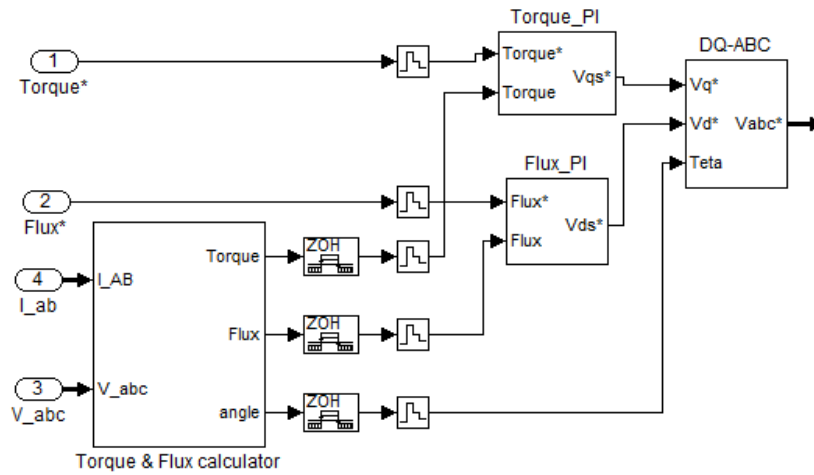 Torque_PI
DQ-ABC
1
Torque*
Torque*
Torque
Vqs*
Vq*
Vd*
Teta
Vabc*
Flux_PI
2
Flux*
Flux*
Flux
Vds*
4
I_ab
I_AB
Torque
ZOH
Flux
ZOH
3
V_abc
V_abc
angle
ZOH
Torque & Flux calculator